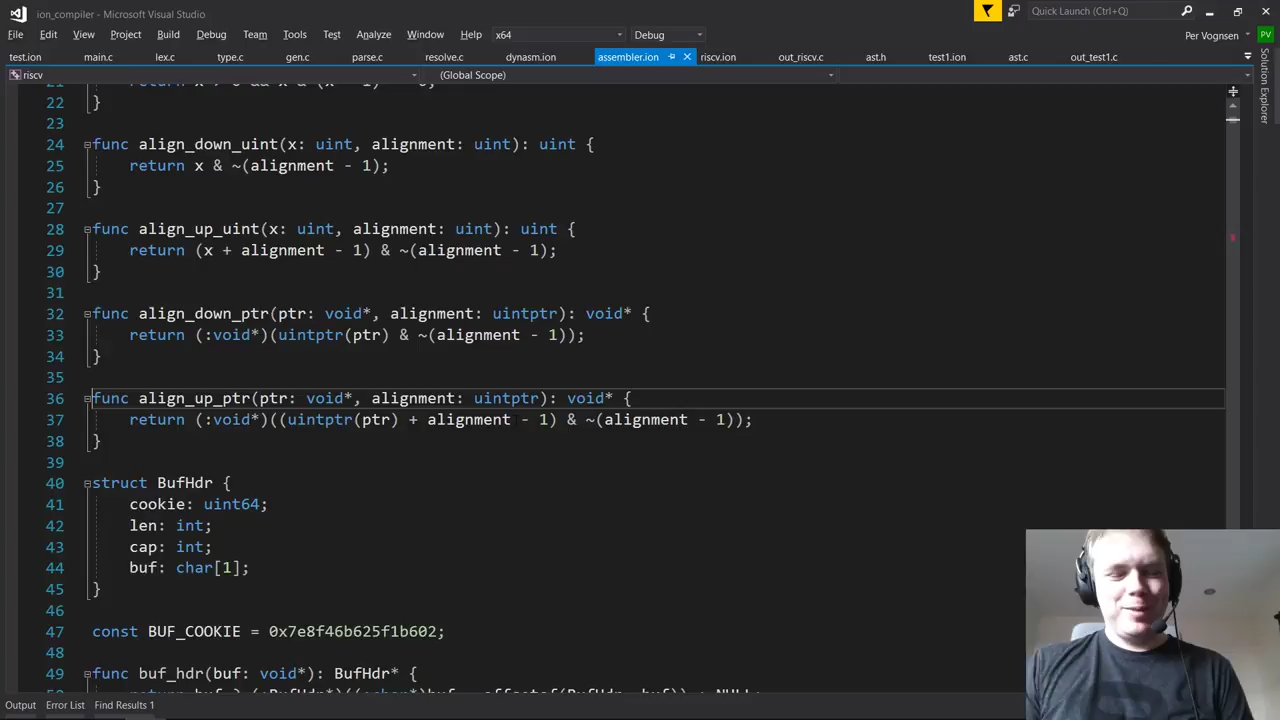 ion_compiler - Microsoft Visual Studio
Quick Launch (Ctrl+Q)
File Edit View Project Build Debug Team Tools Test Analyze Window Help x64 Debug
Per Vognsen PV
test.ion main.c lex.c type.c gen.c parse.c resolve.c dynasm.ion assembler.ion riscv.ion out_riscv.c ast.h test1.ion ast.c out_test1.c
riscv (Global Scope)
Solution Explorer
22 }
23
24 func align_down_uint(x: uint, alignment: uint): uint {
25 return x & ~(alignment - 1);
26 }
27
28 func align_up_uint(x: uint, alignment: uint): uint {
29 return (x + alignment - 1) & ~(alignment - 1);
30 }
31
32 func align_down_ptr(ptr: void*, alignment: uintptr): void* {
33 return (:void*)(uintptr(ptr) & ~(alignment - 1));
34 }
35
36 func align_up_ptr(ptr: void*, alignment: uintptr): void* {
37 return (:void*)((uintptr(ptr) + alignment - 1) & ~(alignment - 1));
38 }
39
40 struct BufHdr {
41 cookie: uint64;
42 len: int;
43 cap: int;
44 buf: char[1];
45 }
46
47 const BUF_COOKIE = 0x7e8f46b625f1b602;
48
49 func buf_hdr(buf: void*): BufHdr* {
Output Error List Find Results 1